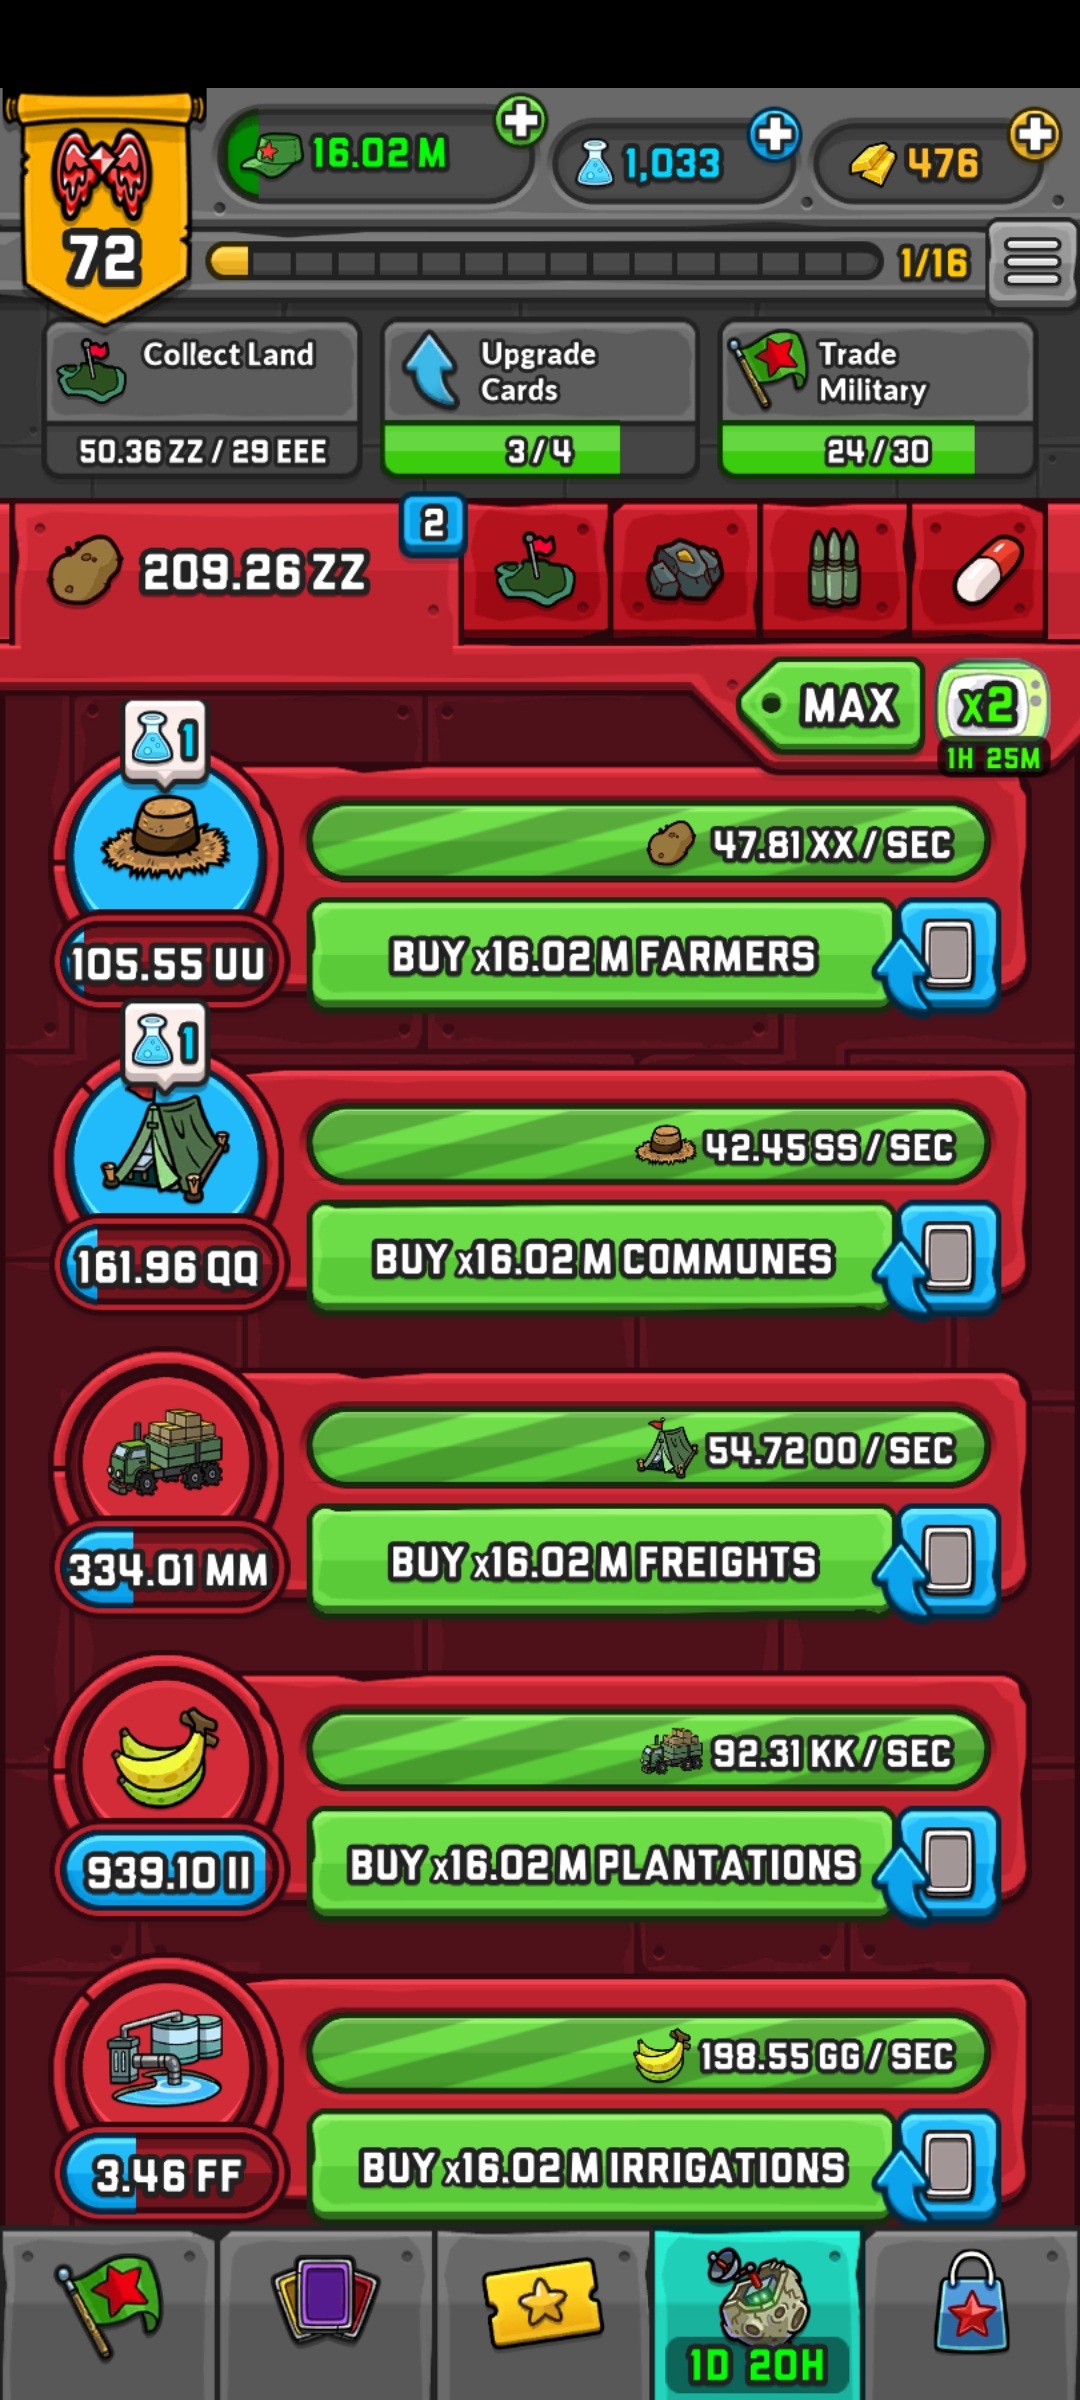 16.02 M
1,033
476
72
1/16
Collect Land
50.36 ZZ / 29 EEE
Upgrade
Cards
3/4
Trade
Military
24/30
209.26 ZZ
2
MAX
x2
1H 25M
1
47.81 XX / SEC
105.55 UU
BUY x16.02 M FARMERS
1
42.45 SS / SEC
161.96 QQ
BUY x16.02 M COMMUNES
54.72 OO / SEC
334.01 MM
BUY x16.02 M FREIGHTS
92.31 KK / SEC
939.10 II
BUY x16.02 M PLANTATIONS
198.55 GG / SEC
3.46 FF
BUY x16.02 M IRRIGATIONS
1D 20H